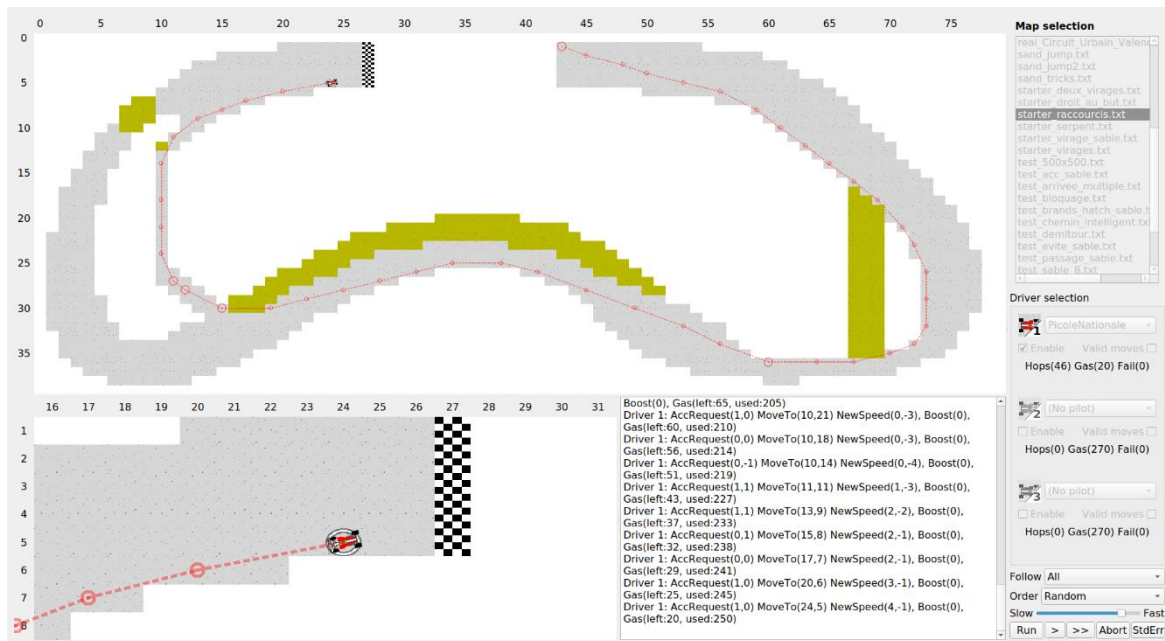 0 5 10 15 20 25 30 35 40 45 50 55 60 65 70 75
0
5
10
15
20
25
30
35
16 17 18 19 20 21 22 23 24 25 26 27 28 29 30 31
1
2
3
4
5
6
7
8
Boost(0), Gas(left:65, used:205)
Driver 1: AccRequest(1,0) MoveTo(10,21) NewSpeed(0,-3), Boost(0),
Gas(left:60, used:210)
Driver 1: AccRequest(0,0) MoveTo(10,18) NewSpeed(0,-3), Boost(0),
Gas(left:56, used:214)
Driver 1: AccRequest(0,-1) MoveTo(10,14) NewSpeed(0,-4), Boost(0),
Gas(left:51, used:219)
Driver 1: AccRequest(1,1) MoveTo(11,11) NewSpeed(1,-3), Boost(0),
Gas(left:43, used:227)
Driver 1: AccRequest(1,1) MoveTo(13,9) NewSpeed(2,-2), Boost(0),
Gas(left:37, used:233)
Driver 1: AccRequest(0,1) MoveTo(15,8) NewSpeed(2,-1), Boost(0),
Gas(left:32, used:238)
Driver 1: AccRequest(0,0) MoveTo(17,7) NewSpeed(2,-1), Boost(0),
Gas(left:29, used:241)
Driver 1: AccRequest(1,0) MoveTo(20,6) NewSpeed(3,-1), Boost(0),
Gas(left:25, used:245)
Driver 1: AccRequest(1,0) MoveTo(24,5) NewSpeed(4,-1), Boost(0),
Gas(left:20, used:250)
Map selection
real_Circuit_Urbain_Valen
sand_jump.txt
sand_jump2.txt
sand_tricks.txt
starter_deux_virages.txt
starter_droit_au_but.txt
starter_raccourcis.txt
starter_serpent.txt
starter_virage_sable.txt
starter_virages.txt
test_500x500.txt
test_acc_sable.txt
test_arrivee_multiple.txt
test_bloquage.txt
test_brands_hatch_sable.t
test_chemin_intelligent.txt
test_demitour.txt
test_evite_sable.txt
test_passage_sable.txt
test_sable_8.txt
Driver selection
1 PicoleNationale
Enable Valid moves
Hops(46) Gas(20) Fail(0)
2 (No pilot)
Enable Valid moves
Hops(0) Gas(270) Fail(0)
3 (No pilot)
Enable Valid moves
Hops(0) Gas(270) Fail(0)
Follow All
Order Random
Slow Fast
Run > >> Abort StdErr